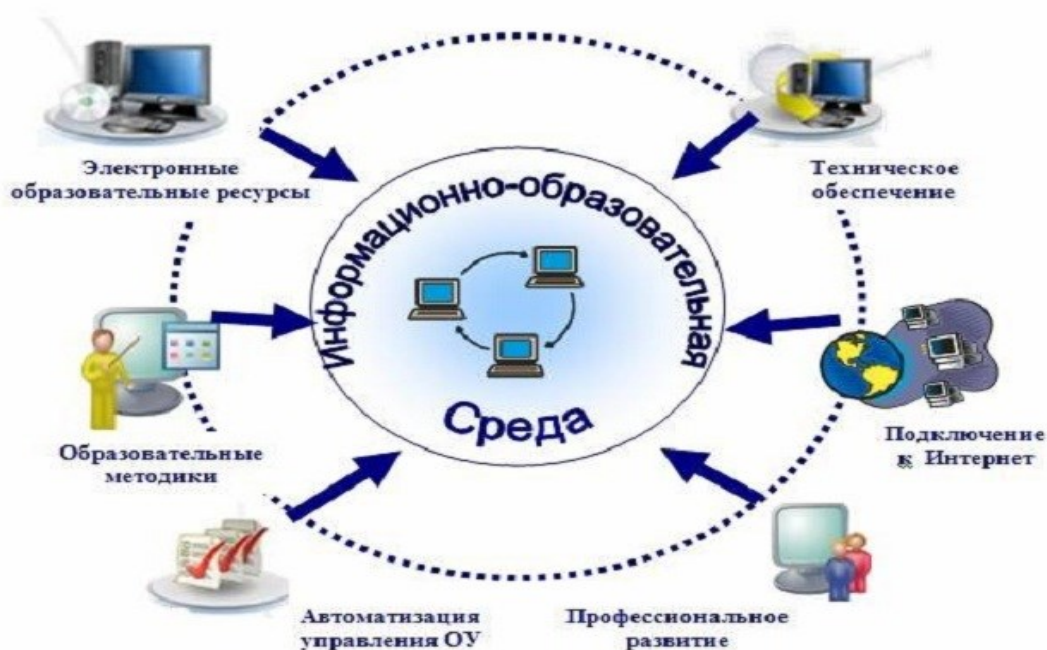 Электронные
образовательные ресурсы
Техническое
обеспечение
Информационно-образовательная
Среда
Образовательные
методики
Подключение
к Интернет
Автоматизация
управления ОУ
Профессиональное
развитие